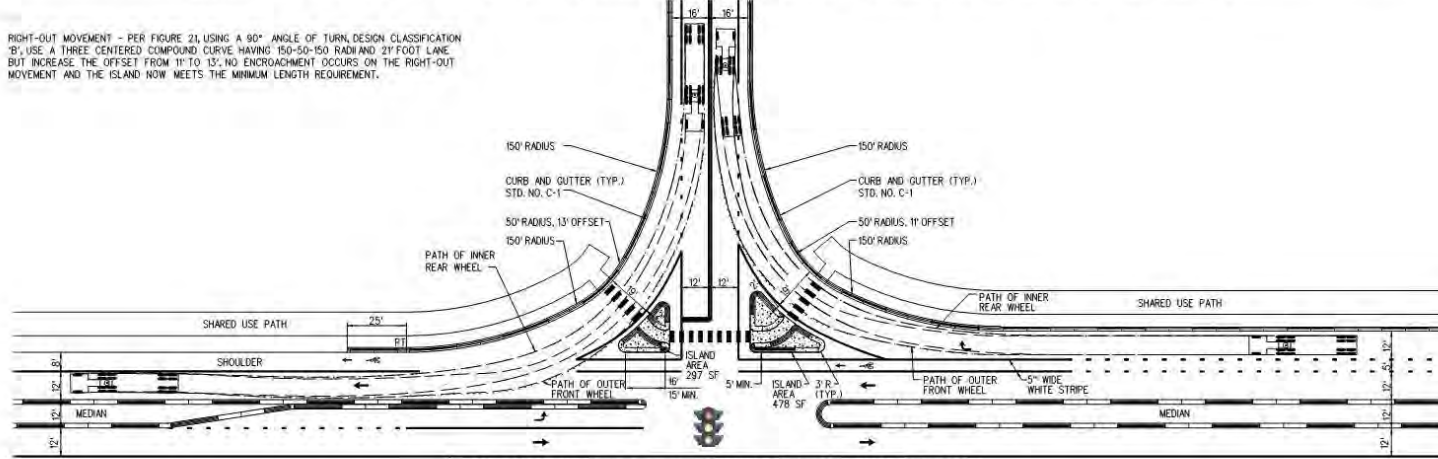 16' 16'
RIGHT-OUT MOVEMENT - PER FIGURE 21, USING A 90° ANGLE OF TURN, DESIGN CLASSIFICATION
'B', USE A THREE CENTERED COMPOUND CURVE HAVING 150-50-150 RADII AND 21' FOOT LANE
BUT INCREASE THE OFFSET FROM 11' TO 13'. NO ENCROACHMENT OCCURS ON THE RIGHT-OUT
MOVEMENT AND THE ISLAND NOW MEETS THE MINIMUM LENGTH REQUIREMENT.
150' RADIUS
150' RADIUS
CURB AND GUTTER (TYP.)
STD. NO. C-1
CURB AND GUTTER (TYP.)
STD. NO. C-1
50' RADIUS, 13' OFFSET
50' RADIUS, 11' OFFSET
150' RADIUS
150' RADIUS
PATH OF INNER
REAR WHEEL
12' 12'
19'
2'
19'
PATH OF INNER
REAR WHEEL
SHARED USE PATH
SHARED USE PATH
25'
RT
SHOULDER
8'
12'
12'
12'
ISLAND
AREA
297 SF
PATH OF OUTER
FRONT WHEEL
16'
15' MIN.
5' MIN.
ISLAND
AREA
478 SF
3' R.
(TYP.)
PATH OF OUTER
FRONT WHEEL
5" WIDE
WHITE STRIPE
12'
5'
12'
12'
12'
MEDIAN
MEDIAN